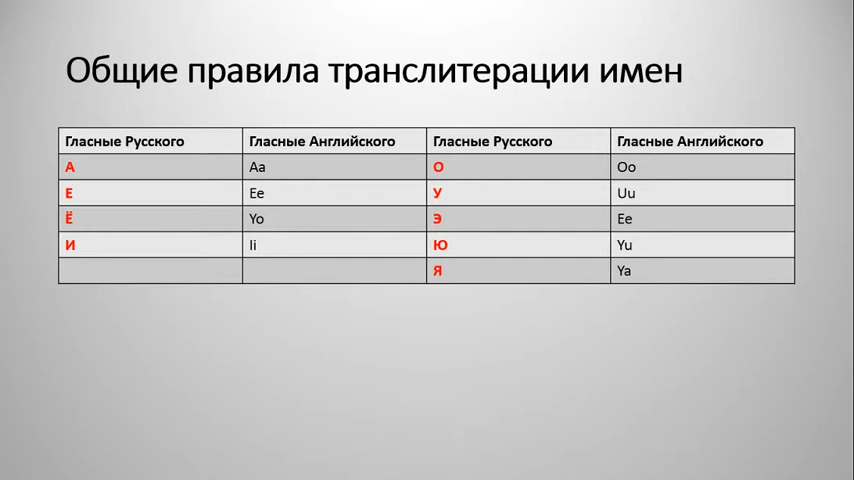 Общие правила транслитерации имен
Гласные Русского Гласные Английского Гласные Русского Гласные Английского
А Aa О Oo
Е Ee У Uu
Ё Yo Э Ee
И Ii Ю Yu
Я Ya